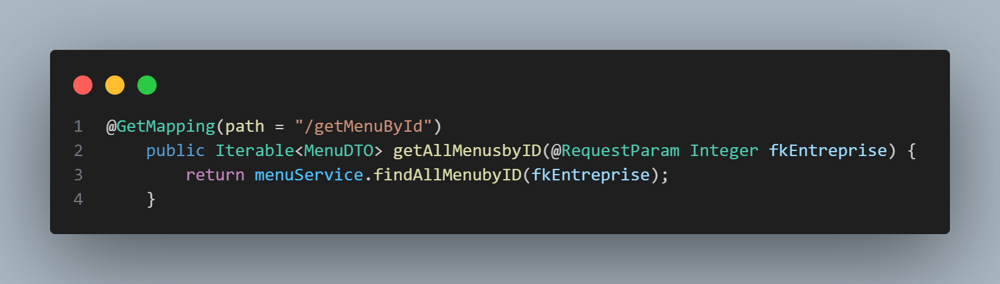 1 @GetMapping(path = "/getMenuById")
2     public Iterable<MenuDTO> getAllMenusbyID(@RequestParam Integer fkEntreprise) {
3         return menuService.findAllMenubyID(fkEntreprise);
4     }